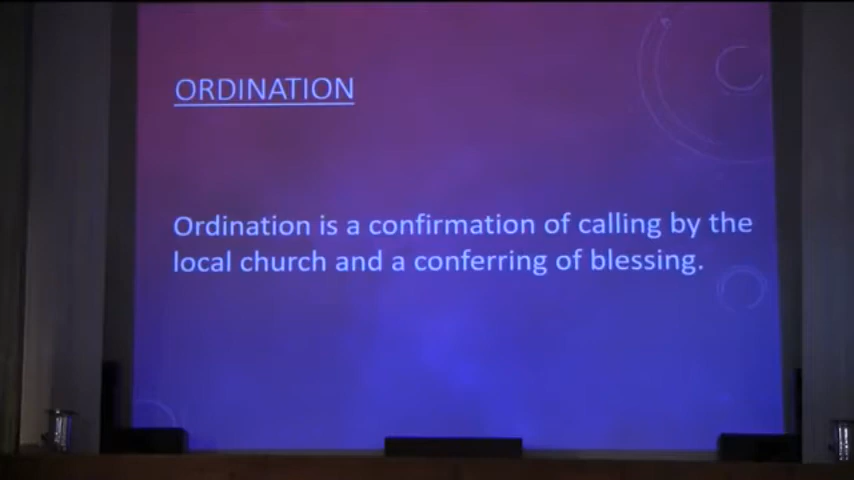 ORDINATION
Ordination is a confirmation of calling by the
local church and a conferring of blessing.